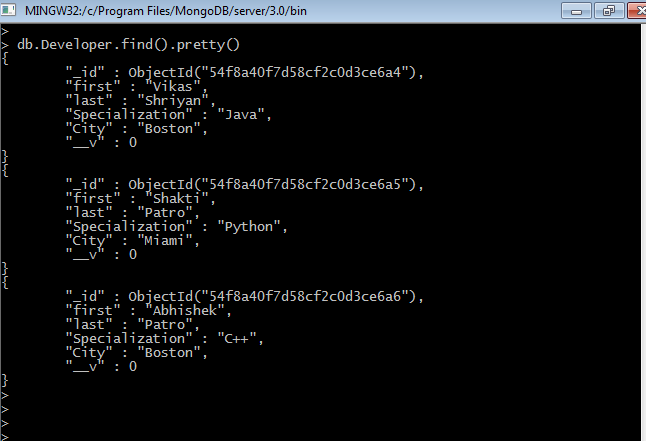 MINGW32:/c/Program Files/MongoDB/server/3.0/bin
>
> db.Developer.find().pretty()
{
"_id" : ObjectId("54f8a40f7d58cf2c0d3ce6a4"),
"first" : "Vikas",
"last" : "Shriyan",
"Specialization" : "Java",
"City" : "Boston",
"__v" : 0
}
{
"_id" : ObjectId("54f8a40f7d58cf2c0d3ce6a5"),
"first" : "Shakti",
"last" : "Patro",
"Specialization" : "Python",
"City" : "Miami",
"__v" : 0
}
{
"_id" : ObjectId("54f8a40f7d58cf2c0d3ce6a6"),
"first" : "Abhishek",
"last" : "Patro",
"Specialization" : "C++",
"City" : "Boston",
"__v" : 0
}
>
>
>
>